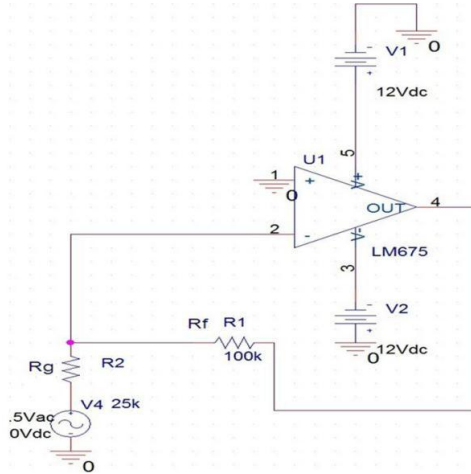 -
V1
0
+
12Vdc
5
U1
1
+
V+
0
OUT
4
2
-
V-
LM675
3
-
V2
Rf
R1
+
100k
12Vdc
0
Rg
R2
V4
25k
.5Vac
0Vdc
+
-
0